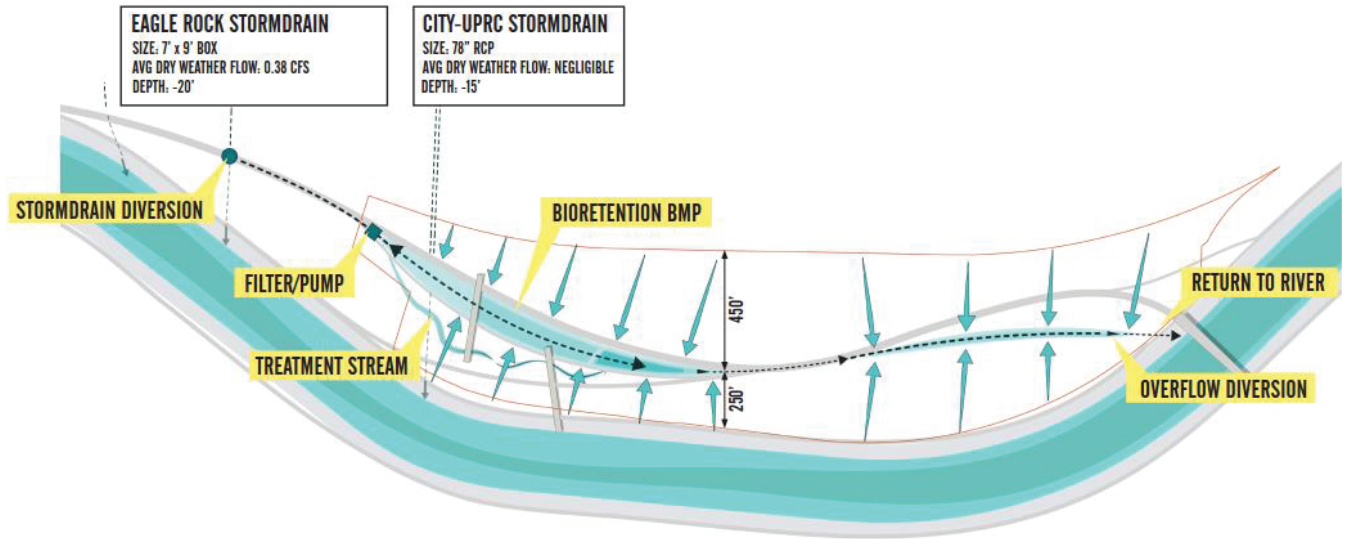 EAGLE ROCK STORMDRAIN
SIZE: 7' x 9' BOX
AVG DRY WEATHER FLOW: 0.38 CFS
DEPTH: -20'
CITY-UPRC STORMDRAIN
SIZE: 78" RCP
AVG DRY WEATHER FLOW: NEGLIGIBLE
DEPTH: -15'
STORMDRAIN DIVERSION
BIORETENTION BMP
FILTER/PUMP
RETURN TO RIVER
450'
TREATMENT STREAM
250'
OVERFLOW DIVERSION